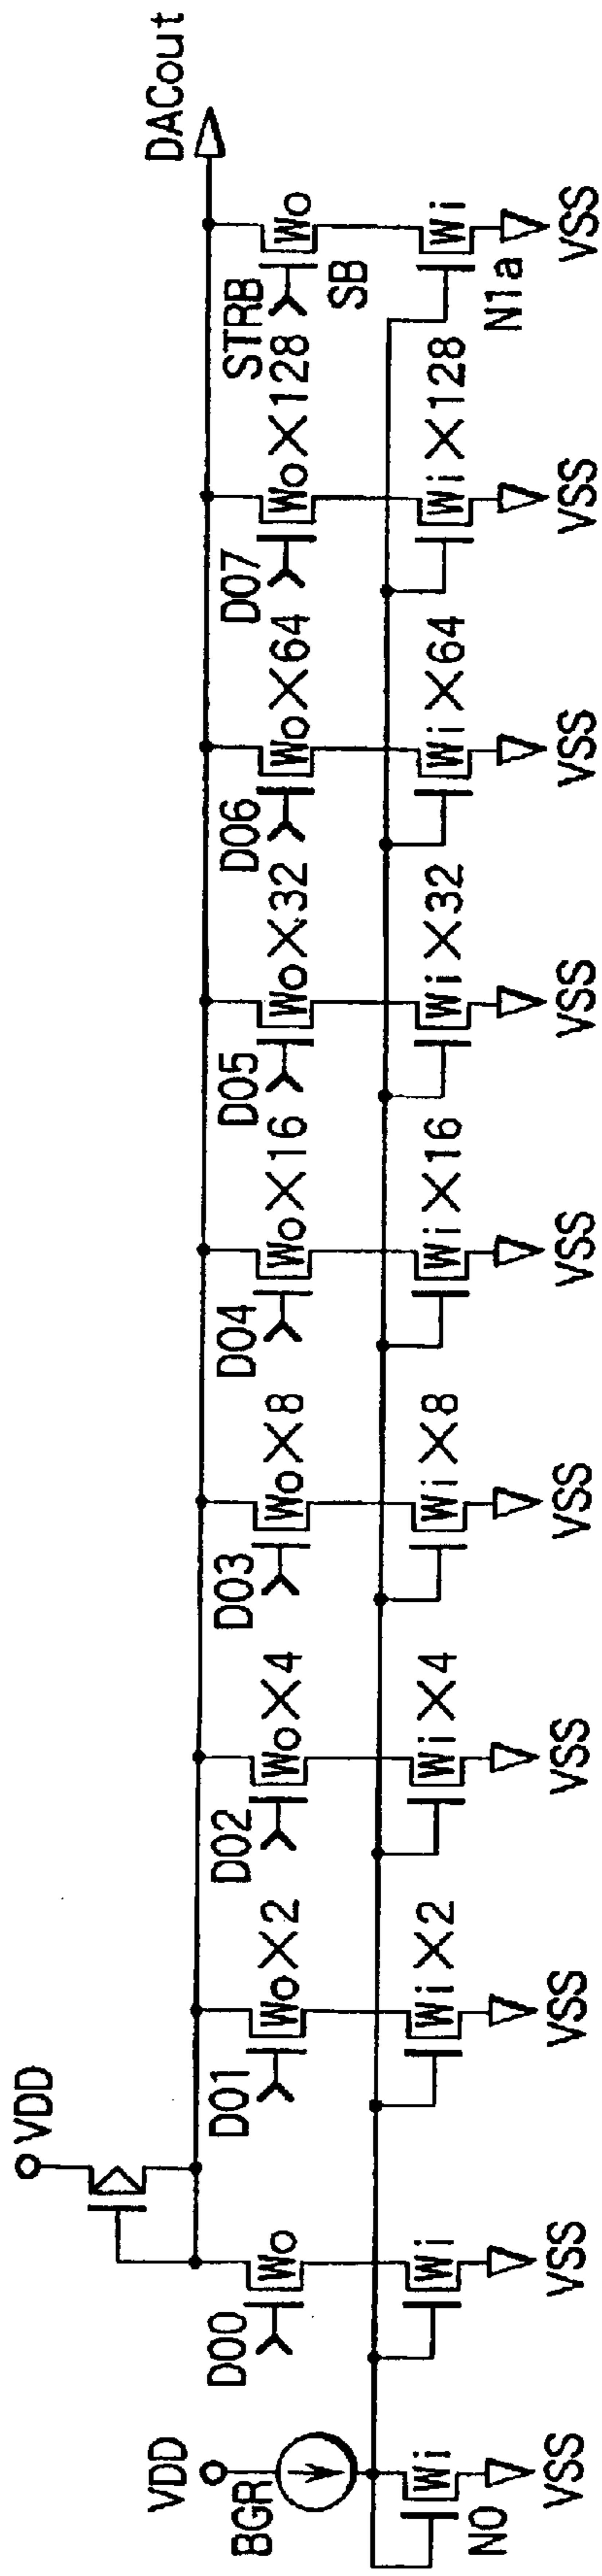 VDD
VDD
BGR
DACout
D00
Wo
D01
Wo×2
D02
Wo×4
D03
Wo×8
D04
Wo×16
D05
Wo×32
D06
Wo×64
D07
Wo×128
STRB
Wo
SB
N0
Wi
Wi
Wi×2
Wi×4
Wi×8
Wi×16
Wi×32
Wi×64
Wi×128
Wi
N1a
VSS
VSS
VSS
VSS
VSS
VSS
VSS
VSS
VSS
VSS